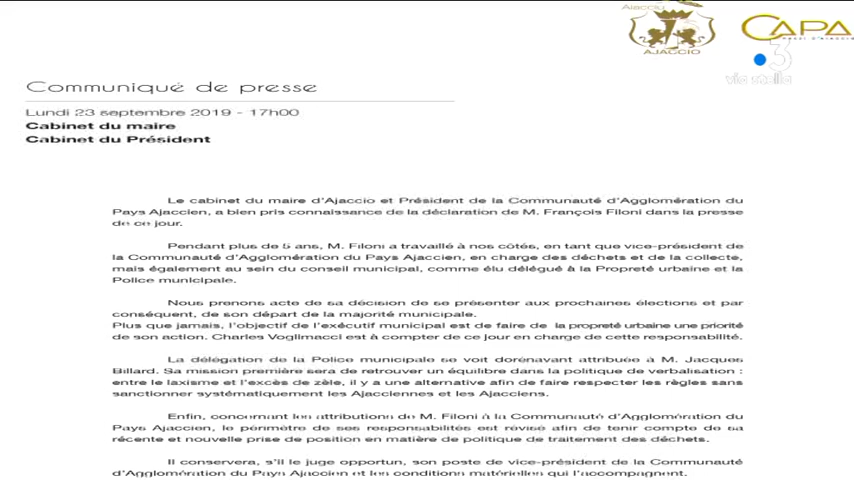 Ajacciu
AJACCIO
CAPA
3
via stella
Communiqué de presse
Lundi 23 septembre 2019 - 17h00
Cabinet du maire
Cabinet du Président
Le cabinet du maire d'Ajaccio et Président de la Communauté d'Agglomération du
Pays Ajaccien, a bien pris connaissance de la déclaration de M. François Filoni dans la presse
de ce jour.
Pendant plus de 5 ans, M. Filoni a travaillé à nos côtés, en tant que vice-président de
la Communauté d'Agglomération du Pays Ajaccien, en charge des déchets et de la collecte,
mais également au sein du conseil municipal, comme élu délégué à la Propreté urbaine et la
Police municipale.
Nous prenons acte de sa décision de se présenter aux prochaines élections et par
conséquent, de son départ de la majorité municipale.
Plus que jamais, l'objectif de l'exécutif municipal est de faire de la propreté urbaine une priorité
de son action. Charles Voglimacci est à compter de ce jour en charge de cette responsabilité.
La délégation de la Police municipale se voit dorénavant attribuée à M. Jacques
Billard. Sa mission première sera de retrouver un équilibre dans la politique de verbalisation :
entre le laxisme et l'excès de zèle, il y a une alternative afin de faire respecter les règles sans
sanctionner systématiquement les Ajacciennes et les Ajacciens.
Enfin, concernant les attributions de M. Filoni à la Communauté d'Agglomération du
Pays Ajaccien, le périmètre de ses responsabilités est révisé afin de tenir compte de sa
récente et nouvelle prise de position en matière de politique de traitement des déchets.
Il conservera, s'il le juge opportun, son poste de vice-président de la Communauté
d'Agglomération du Pays Ajaccien et les conditions matérielles qui l'accompagnent.